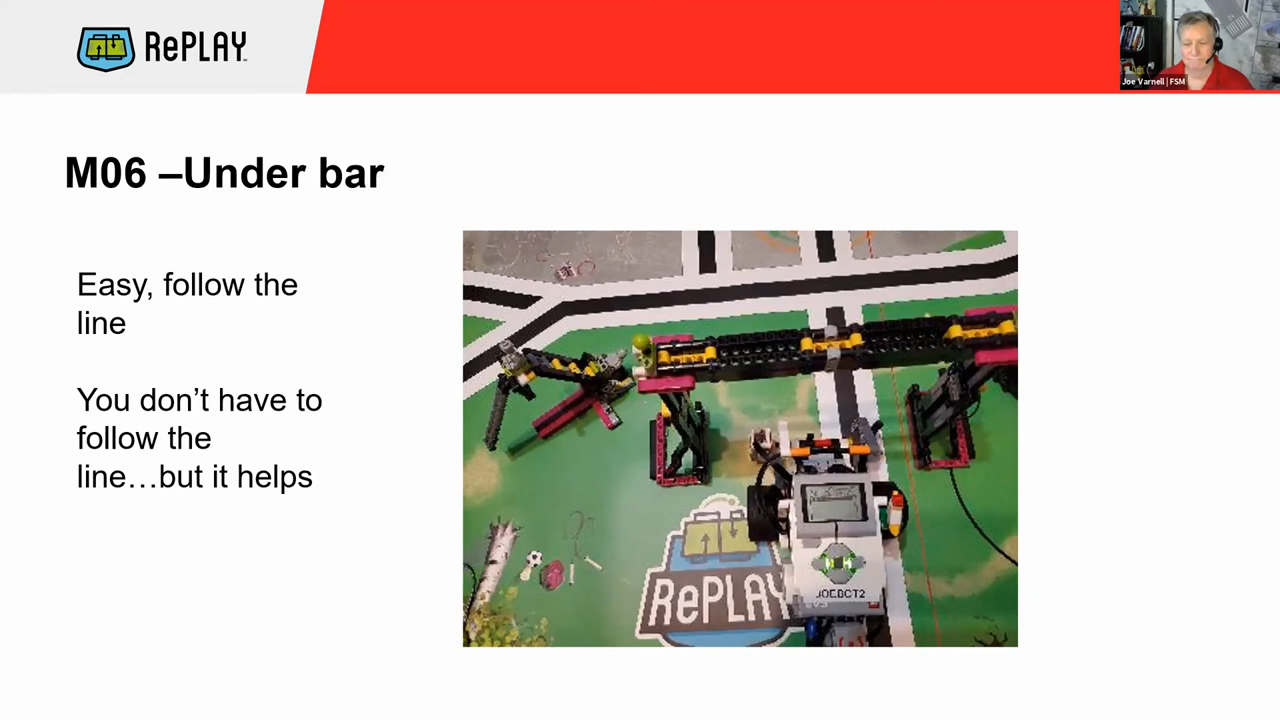 RePLAY
Joe Varnell | FSM
M06 –Under bar
Easy, follow the
line
You don’t have to
follow the
line…but it helps
RePLAY
JOEBOT2
EV3